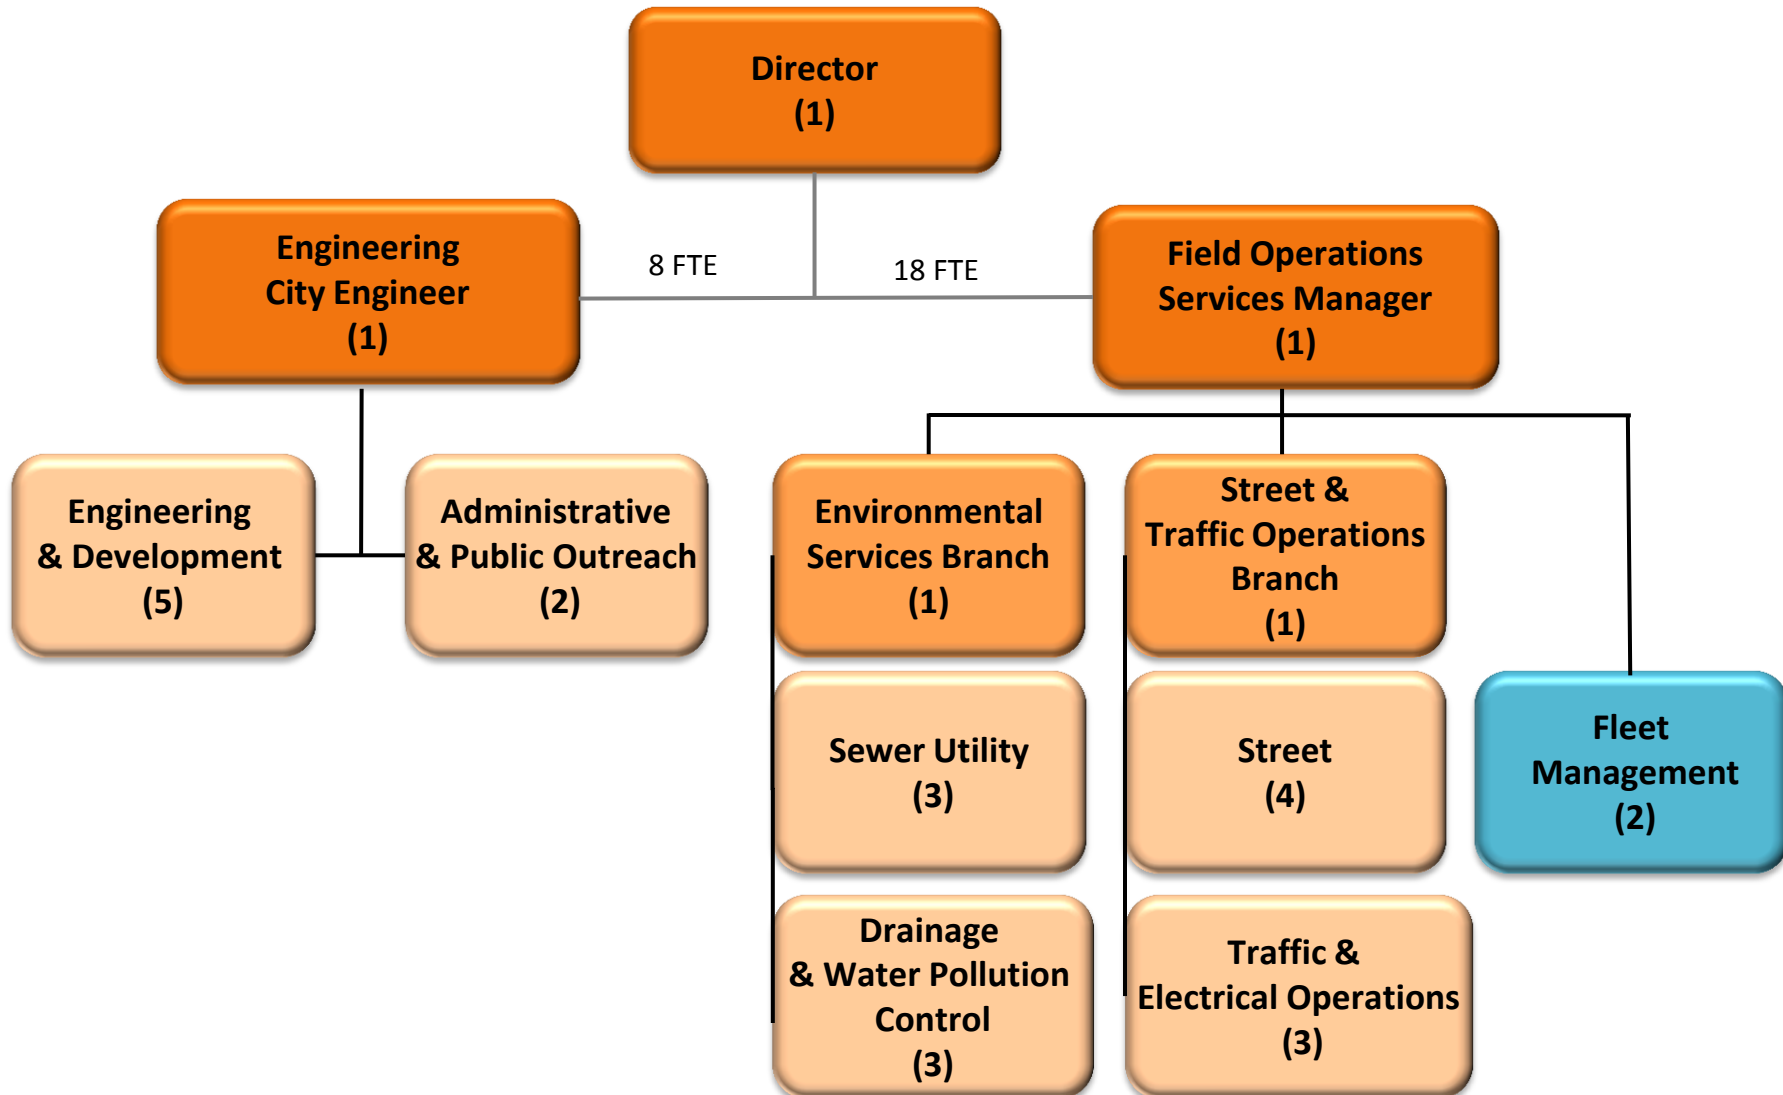 Director
(1)
Engineering
City Engineer
(1)
8 FTE
18 FTE
Field Operations
Services Manager
(1)
Engineering
& Development
(5)
Administrative
& Public Outreach
(2)
Environmental
Services Branch
(1)
Street &
Traffic Operations
Branch
(1)
Sewer Utility
(3)
Street
(4)
Fleet
Management
(2)
Drainage
& Water Pollution
Control
(3)
Traffic &
Electrical Operations
(3)